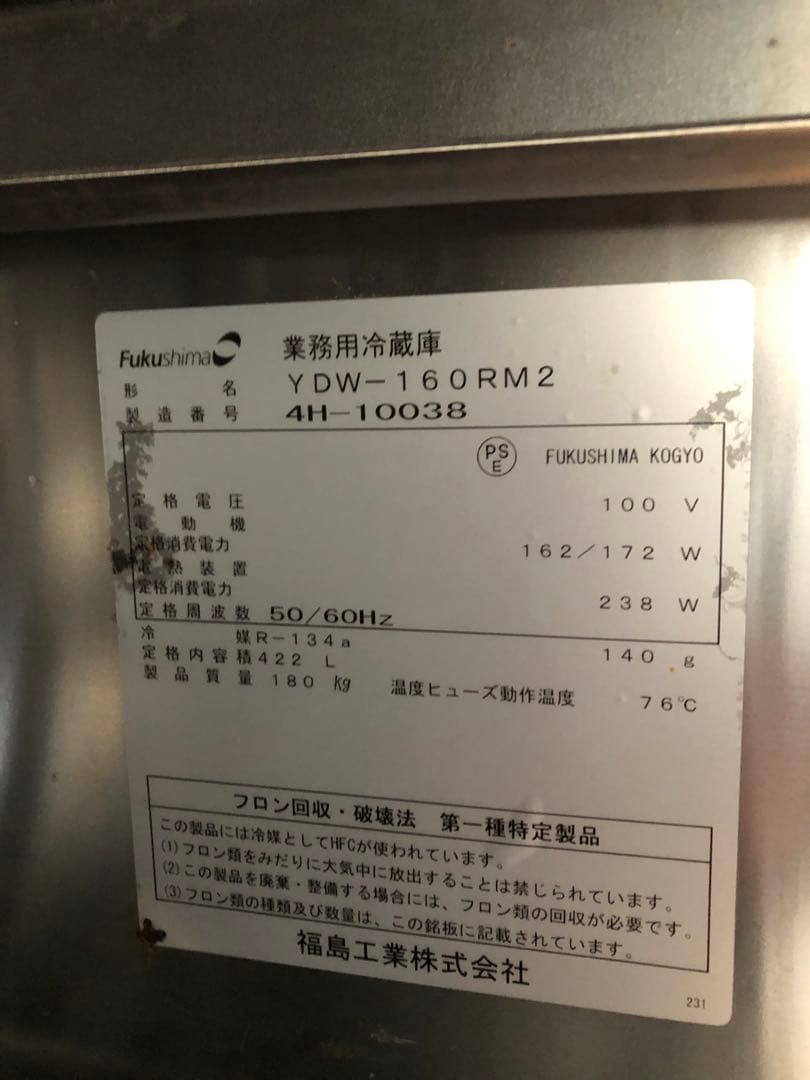 Fukushima 業務用冷蔵庫
形名 YDW-160RM2
製造番号 4H-10038
PSE FUKUSHIMA KOGYO
定格電圧 100 V
電動機
定格消費電力 162/172 W
電熱装置
定格消費電力 238 W
定格周波数 50/60Hz
冷媒 R-134a 140 g
定格内容積 422 L
製品質量 180 kg 温度ヒューズ動作温度 76℃
フロン回収・破壊法 第一種特定製品
この製品には冷媒としてHFCが使われています。
(1)フロン類をみだりに大気中に放出することは禁じられています。
(2)この製品を廃棄・整備する場合には、フロン類の回収が必要です。
(3)フロン類の種類及び数量は、この銘板に記載されています。
福島工業株式会社
231